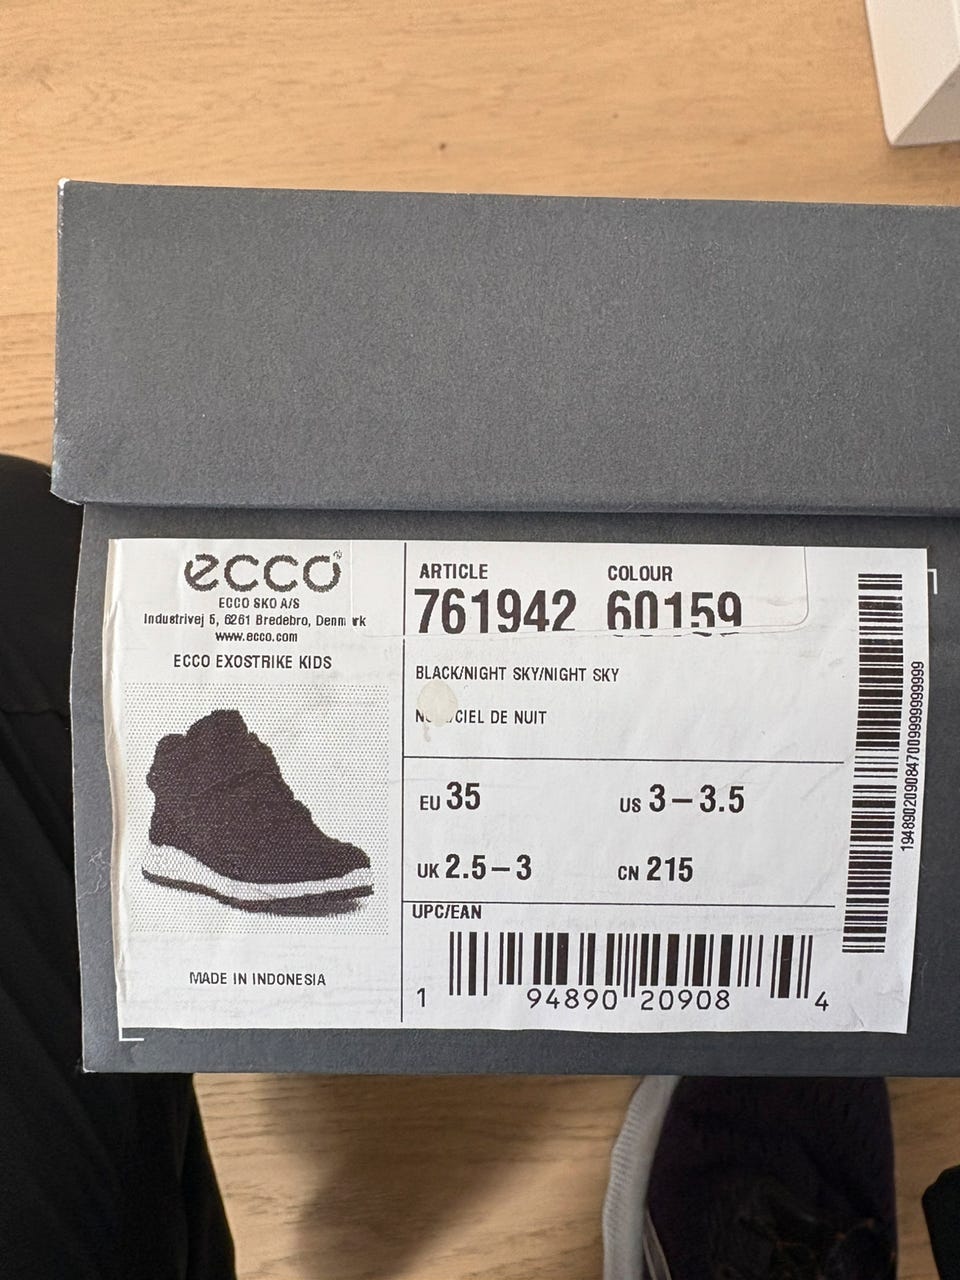 ecco
ECCO SKO A/S
Industrivej 5, 6261 Bredebro,
www.ecco.com
ECCO EXOSTRIKE KIDS
MADE IN INDONESIA
ARTICLE COLOUR
761942 60159
BLACK/NIGHT SKY/NIGHT SKY
CIEL DE NUIT
EU 35 US 3-3.5
UK 2.5-3 CN 215
UPC/EAN
1 94890 20908 4
1948902090847009999999999